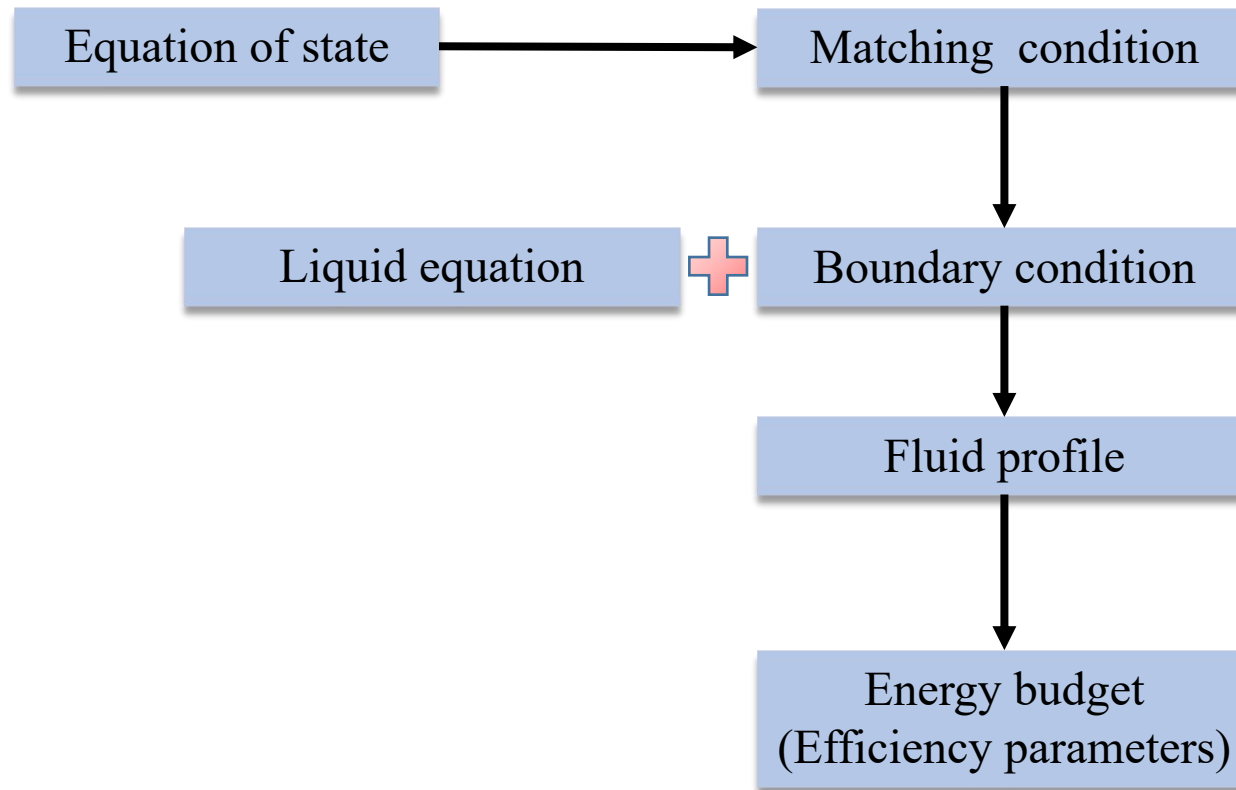 Equation of state
Matching condition
Liquid equation
Boundary condition
Fluid profile
Energy budget
(Efficiency parameters)